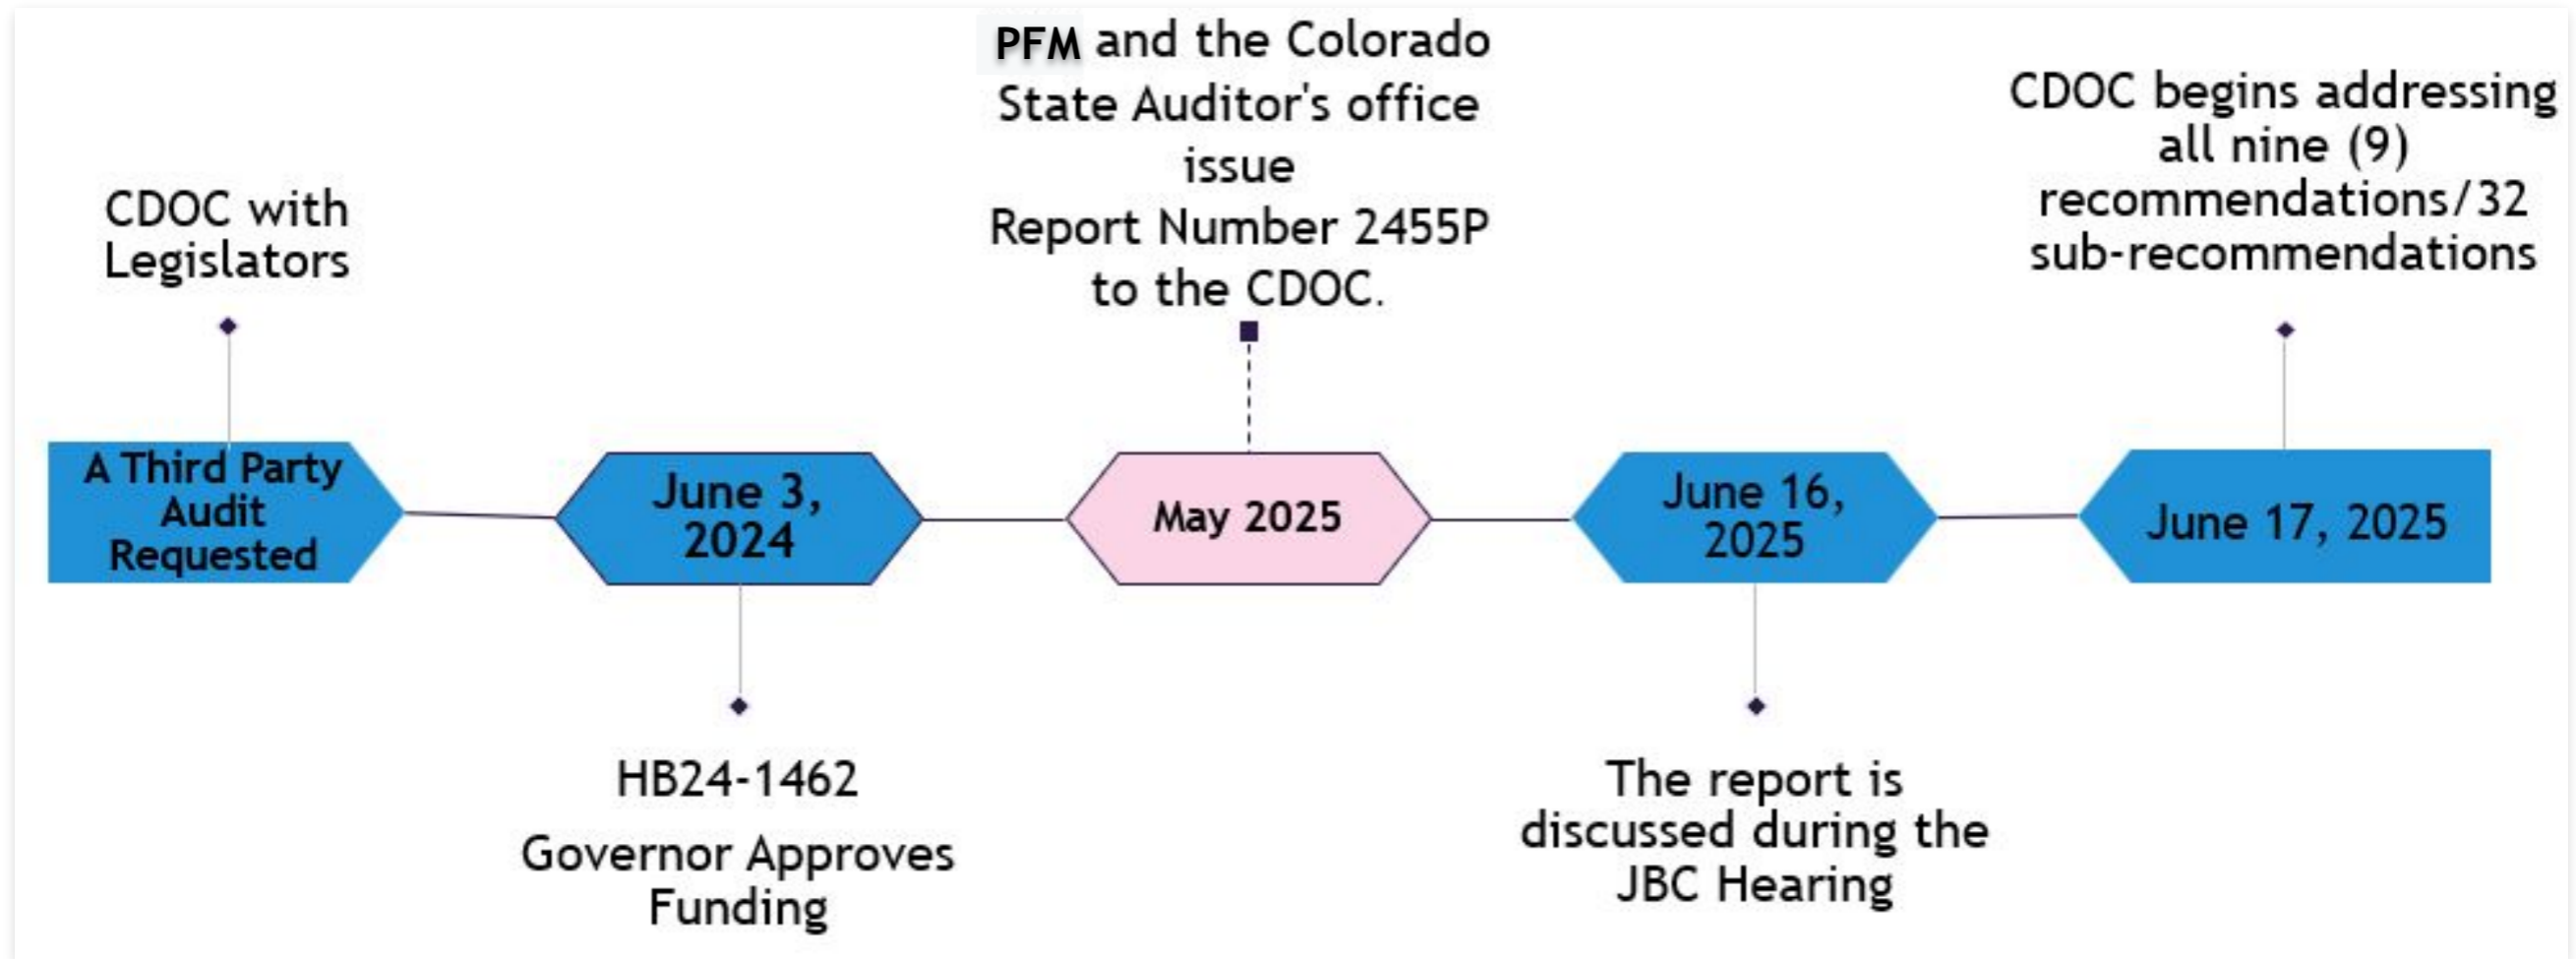 CDOC with
Legislators
A Third Party
Audit
Requested
June 3,
2024
HB24-1462
Governor Approves
Funding
PFM and the Colorado
State Auditor's office
issue
Report Number 2455P
to the CDOC.
May 2025
June 16,
2025
The report is
discussed during the
JBC Hearing
CDOC begins addressing
all nine (9)
recommendations/32
sub-recommendations
June 17, 2025